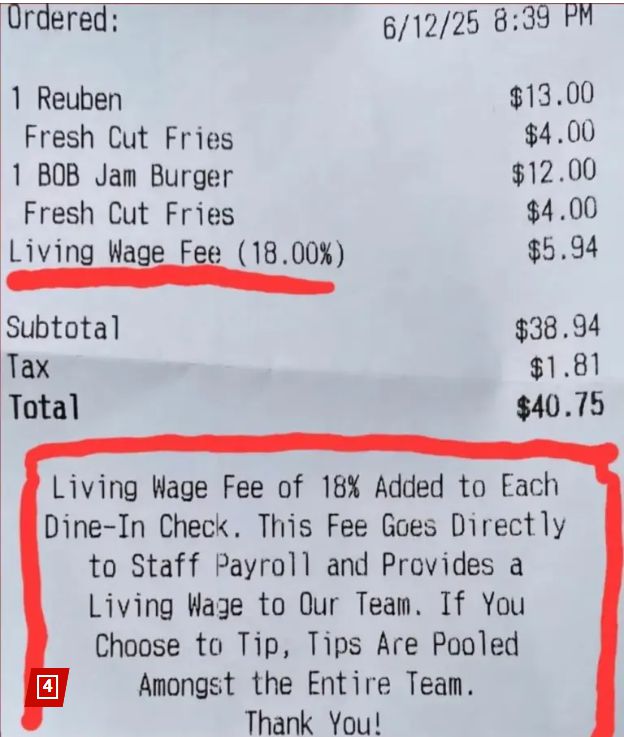 Ordered: 6/12/25 8:39 PM
1 Reuben $13.00
Fresh Cut Fries $4.00
1 BOB Jam Burger $12.00
Fresh Cut Fries $4.00
Living Wage Fee (18.00%) $5.94
Subtotal $38.94
Tax $1.81
Total $40.75
Living Wage Fee of 18% Added to Each
Dine-In Check. This Fee Goes Directly
to Staff Payroll and Provides a
Living Wage to Our Team. If You
Choose to Tip, Tips Are Pooled
Amongst the Entire Team.
Thank You!
4